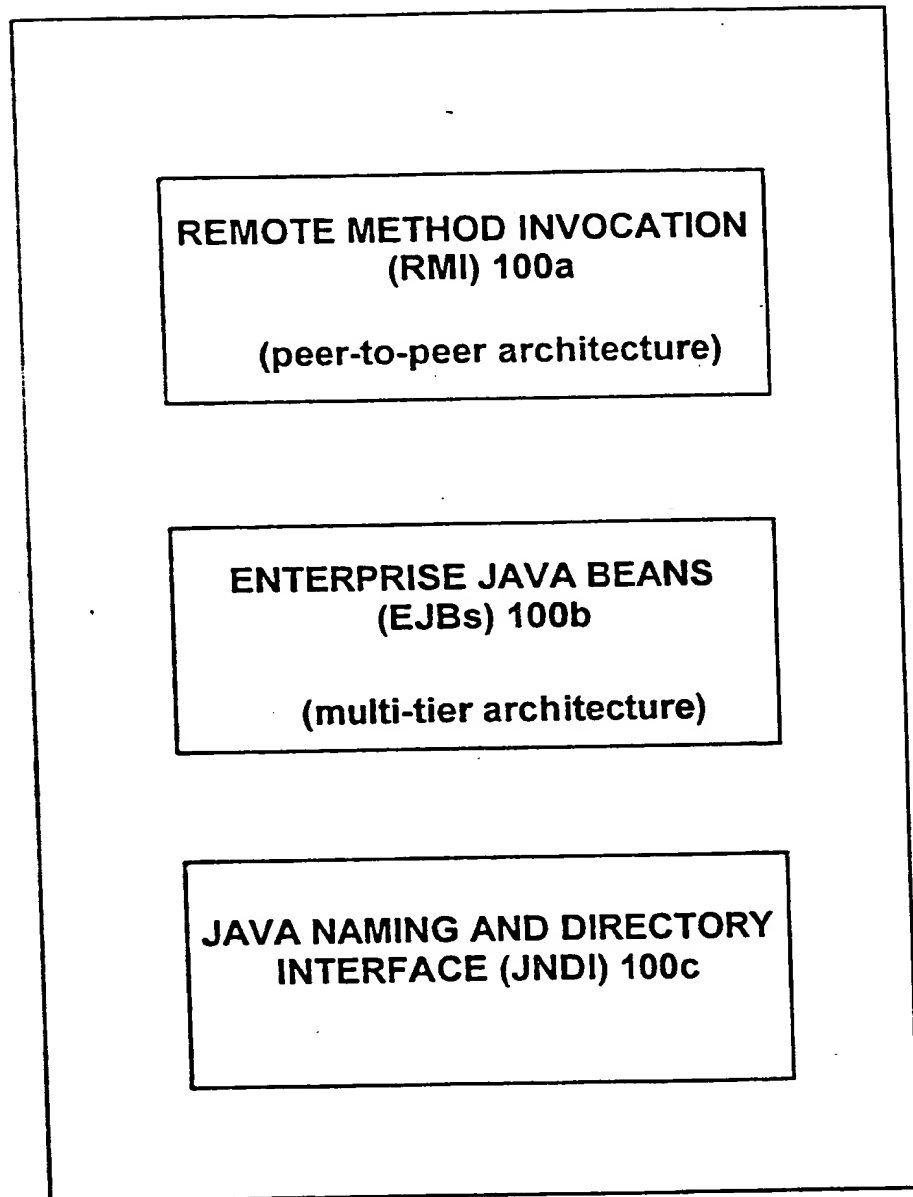 REMOTE METHOD INVOCATION
(RMI) 100a
(peer-to-peer architecture)
ENTERPRISE JAVA BEANS
(EJBs) 100b
(multi-tier architecture)
JAVA NAMING AND DIRECTORY
INTERFACE (JNDI) 100c